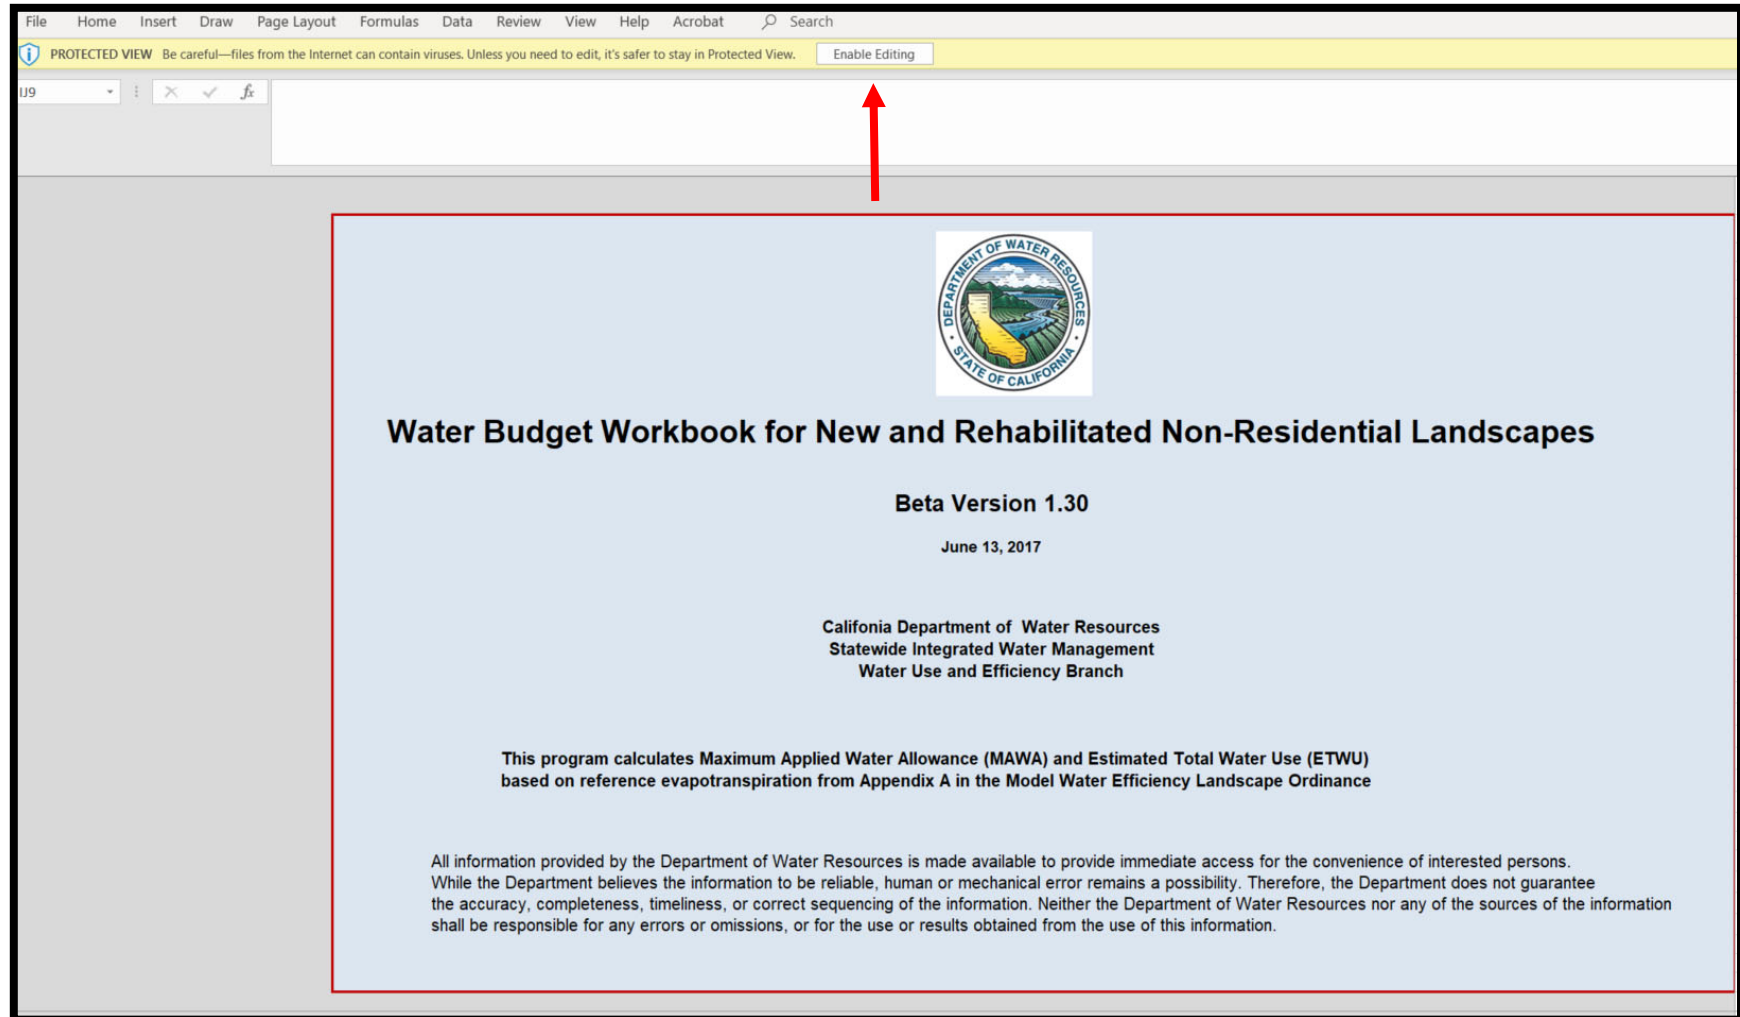 File Home Insert Draw Page Layout Formulas Data Review View Help Acrobat Search
PROTECTED VIEW Be careful—files from the Internet can contain viruses. Unless you need to edit, it's safer to stay in Protected View. Enable Editing
IJ9 fx
DEPARTMENT OF WATER RESOURCES
STATE OF CALIFORNIA
Water Budget Workbook for New and Rehabilitated Non-Residential Landscapes
Beta Version 1.30
June 13, 2017
Califonia Department of Water Resources
Statewide Integrated Water Management
Water Use and Efficiency Branch
This program calculates Maximum Applied Water Allowance (MAWA) and Estimated Total Water Use (ETWU)
based on reference evapotranspiration from Appendix A in the Model Water Efficiency Landscape Ordinance
All information provided by the Department of Water Resources is made available to provide immediate access for the convenience of interested persons.
While the Department believes the information to be reliable, human or mechanical error remains a possibility. Therefore, the Department does not guarantee
the accuracy, completeness, timeliness, or correct sequencing of the information. Neither the Department of Water Resources nor any of the sources of the information
shall be responsible for any errors or omissions, or for the use or results obtained from the use of this information.